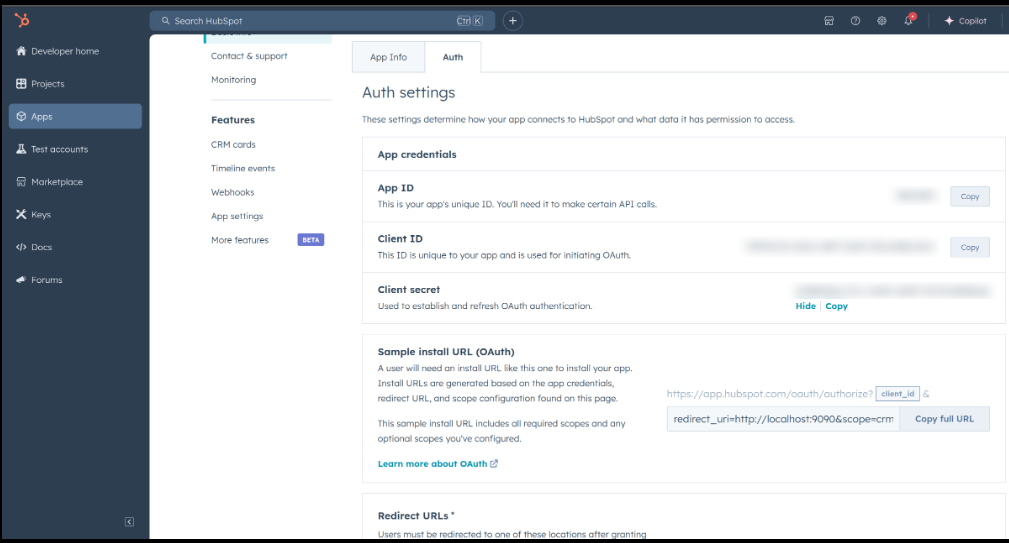 Search HubSpot
Ctrl K
Copilot
Developer home
Projects
Apps
Test accounts
Marketplace
Keys
Docs
Forums
Contact & support
Monitoring
Features
CRM cards
Timeline events
Webhooks
App settings
More features
BETA
App Info
Auth
Auth settings
These settings determine how your app connects to HubSpot and what data it has permission to access.
App credentials
App ID
This is your app's unique ID. You'll need it to make certain API calls.
Copy
Client ID
This ID is unique to your app and is used for initiating OAuth.
Copy
Client secret
Used to establish and refresh OAuth authentication.
Hide
Copy
Sample install URL (OAuth)
A user will need an install URL like this one to install your app.
Install URLs are generated based on the app credentials,
redirect URL, and scope configuration found on this page.
This sample install URL includes all required scopes and any
optional scopes you've configured.
Learn more about OAuth
https://app.hubspot.com/oauth/authorize? client_id &
redirect_uri=http://localhost:9090&scope=crm
Copy full URL
Redirect URLs *
Users must be redirected to one of these locations after granting